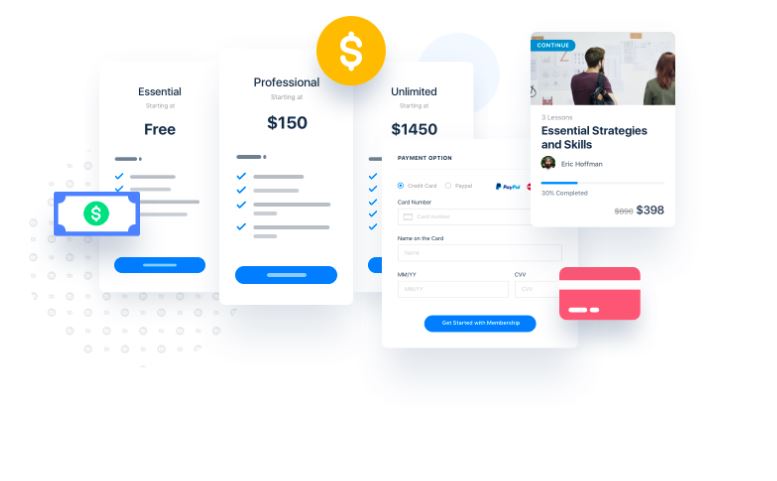 Essential
Starting at
Free
Professional
Starting at
$150
Unlimited
Starting at
$1450
PAYMENT OPTION
Credit Card
Paypal
PayPal
Card Number
Card number
Name on the Card
Name
MM/YY
CVV
MM/YY
CVV
Get Started with Membership
CONTINUE
3 Lessons
Essential Strategies
and Skills
Eric Hoffman
30% Completed
$398